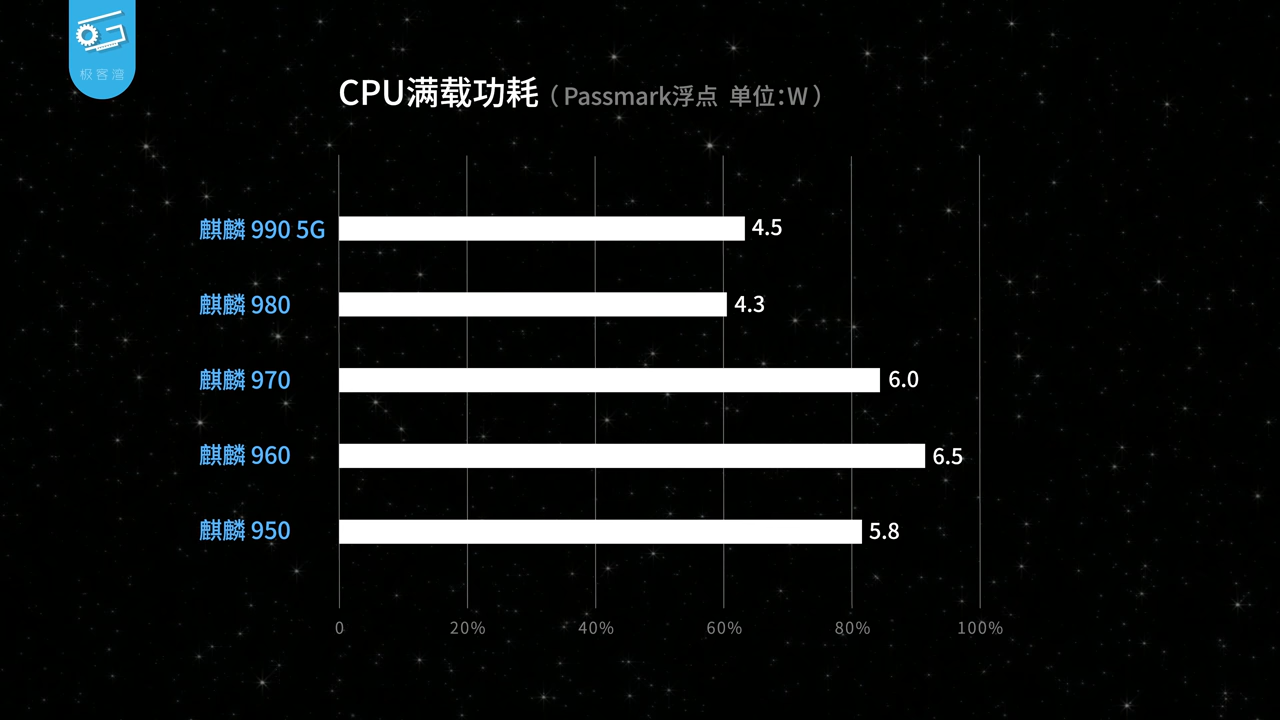 极客湾
CPU满载功耗（Passmark浮点 单位：W）
麒麟 990 5G 4.5
麒麟 980 4.3
麒麟 970 6.0
麒麟 960 6.5
麒麟 950 5.8
0 20% 40% 60% 80% 100%